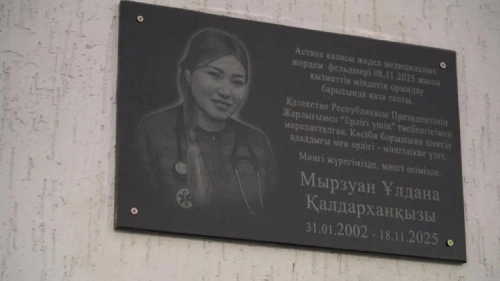 Астана қаласы жедел медициналық
жәрдем фельдшері 08.11.2025 жылы
қызметтік міндетін орындау
барысында қаза тапты.
Қазақстан Республикасы Президентінің
Жарлығымен "Ерлігі үшін" төсбелгісімен
марапатталған. Кәсіби борышына шексіз
адалдығы мен ерлігі - мәңгілікке үлгі.
Мәңгі жүрегімізде, мәңгі есімізде.
Мырзуан Ұлдана
Қалдарханқызы
31.01.2002 - 18.11.2025